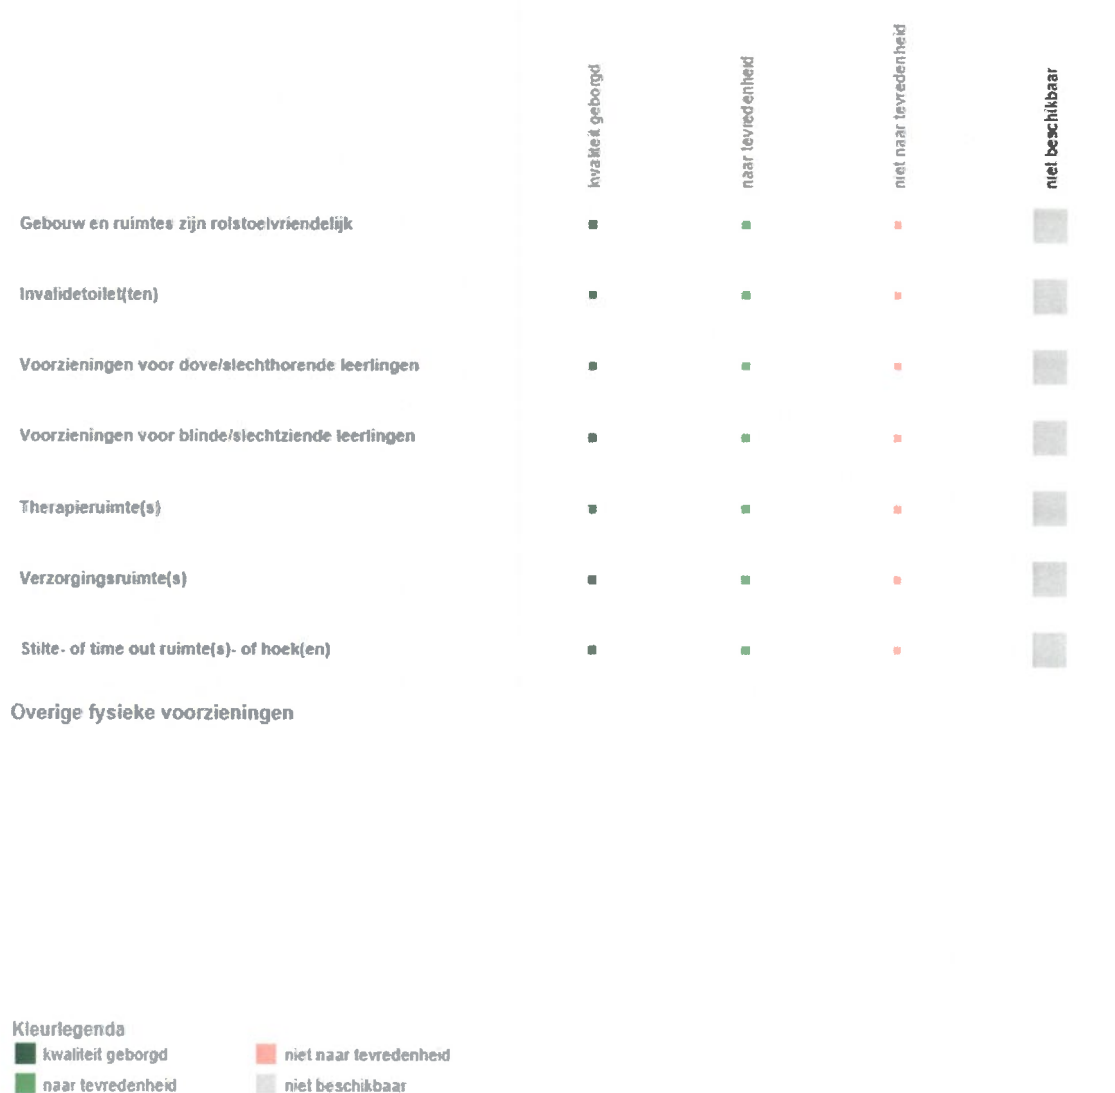 kwaliteit geborgd
naar tevredenheid
niet naar tevredenheid
niet beschikbaar
Gebouw en ruimtes zijn rolstoelvriendelijk
Invalidetoilet(ten)
Voorzieningen voor dove/slechthorende leerlingen
Voorzieningen voor blinde/slechtziende leerlingen
Therapieruimte(s)
Verzorgingsruimte(s)
Stilte- of time out ruimte(s)- of hoek(en)
Overige fysieke voorzieningen
Kleurlegenda
kwaliteit geborgd
niet naar tevredenheid
naar tevredenheid
niet beschikbaar